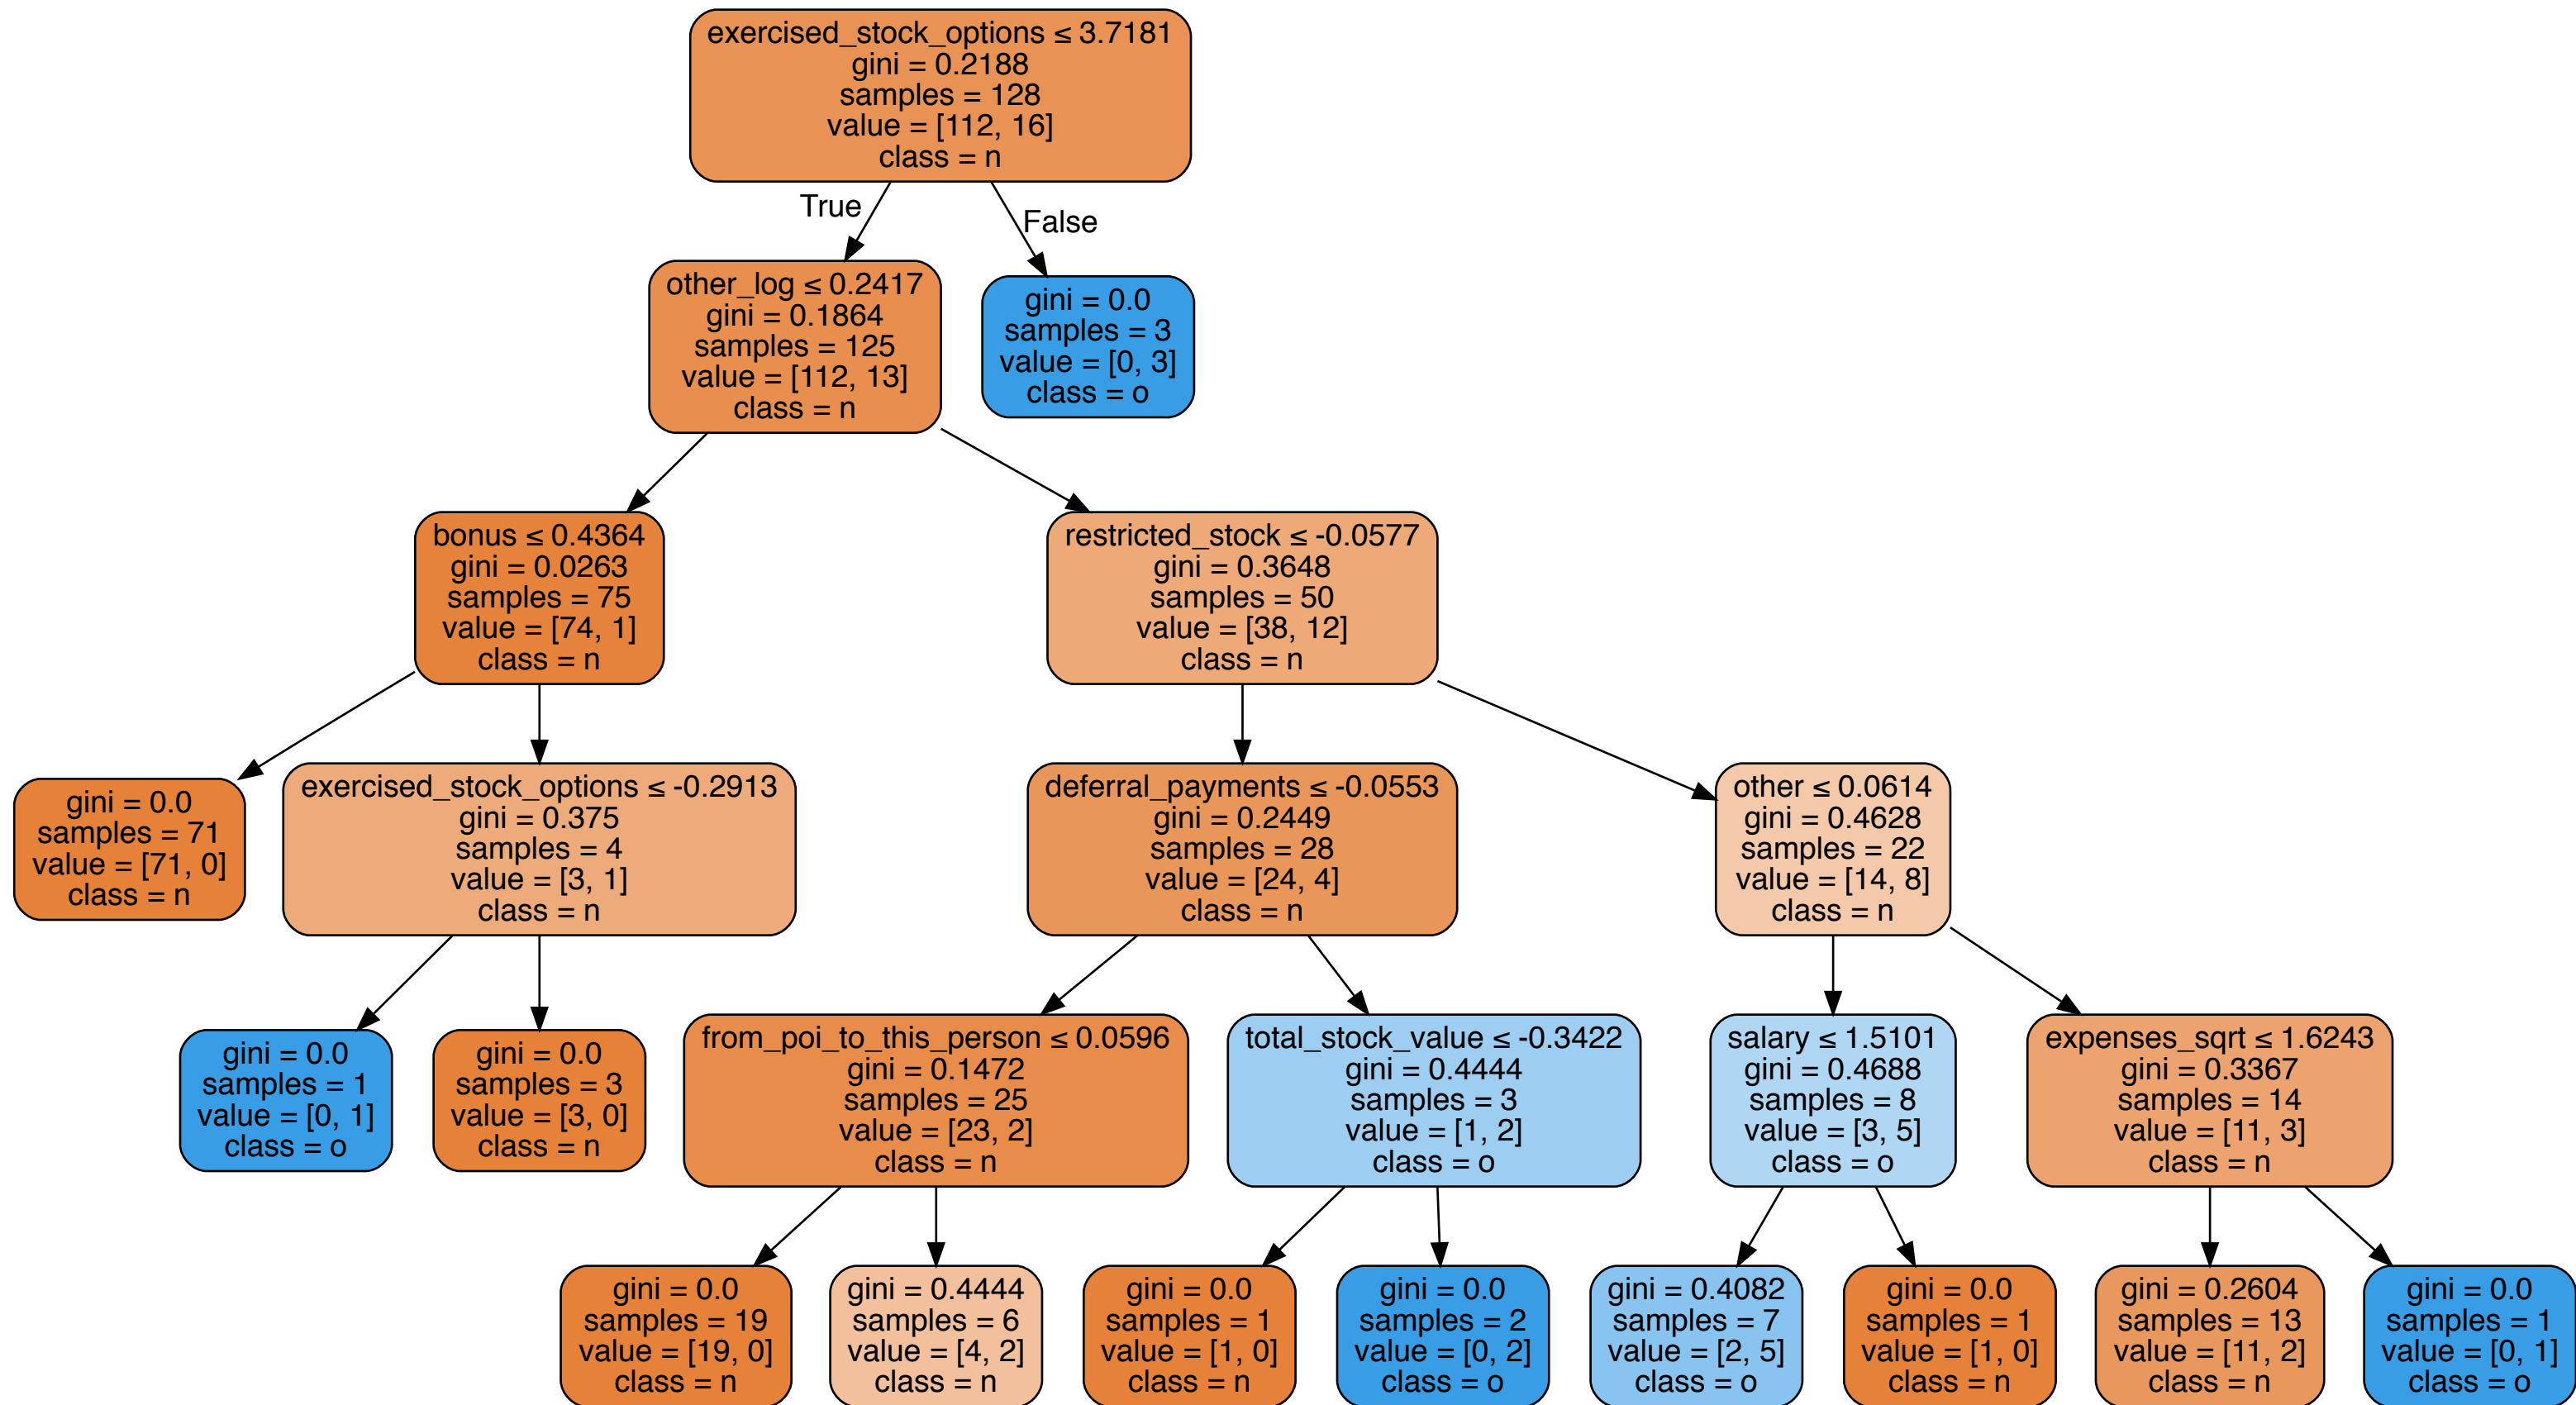 exercised_stock_options ≤ 3.7181
gini = 0.2188
samples = 128
value = [112, 16]
class = n
True
False
other_log ≤ 0.2417
gini = 0.1864
samples = 125
value = [112, 13]
class = n
gini = 0.0
samples = 3
value = [0, 3]
class = o
bonus ≤ 0.4364
gini = 0.0263
samples = 75
value = [74, 1]
class = n
restricted_stock ≤ -0.0577
gini = 0.3648
samples = 50
value = [38, 12]
class = n
gini = 0.0
samples = 71
value = [71, 0]
class = n
exercised_stock_options ≤ -0.2913
gini = 0.375
samples = 4
value = [3, 1]
class = n
deferral_payments ≤ -0.0553
gini = 0.2449
samples = 28
value = [24, 4]
class = n
other ≤ 0.0614
gini = 0.4628
samples = 22
value = [14, 8]
class = n
gini = 0.0
samples = 1
value = [0, 1]
class = o
gini = 0.0
samples = 3
value = [3, 0]
class = n
from_poi_to_this_person ≤ 0.0596
gini = 0.1472
samples = 25
value = [23, 2]
class = n
total_stock_value ≤ -0.3422
gini = 0.4444
samples = 3
value = [1, 2]
class = o
salary ≤ 1.5101
gini = 0.4688
samples = 8
value = [3, 5]
class = o
expenses_sqrt ≤ 1.6243
gini = 0.3367
samples = 14
value = [11, 3]
class = n
gini = 0.0
samples = 19
value = [19, 0]
class = n
gini = 0.4444
samples = 6
value = [4, 2]
class = n
gini = 0.0
samples = 1
value = [1, 0]
class = n
gini = 0.0
samples = 2
value = [0, 2]
class = o
gini = 0.4082
samples = 7
value = [2, 5]
class = o
gini = 0.0
samples = 1
value = [1, 0]
class = n
gini = 0.2604
samples = 13
value = [11, 2]
class = n
gini = 0.0
samples = 1
value = [0, 1]
class = o